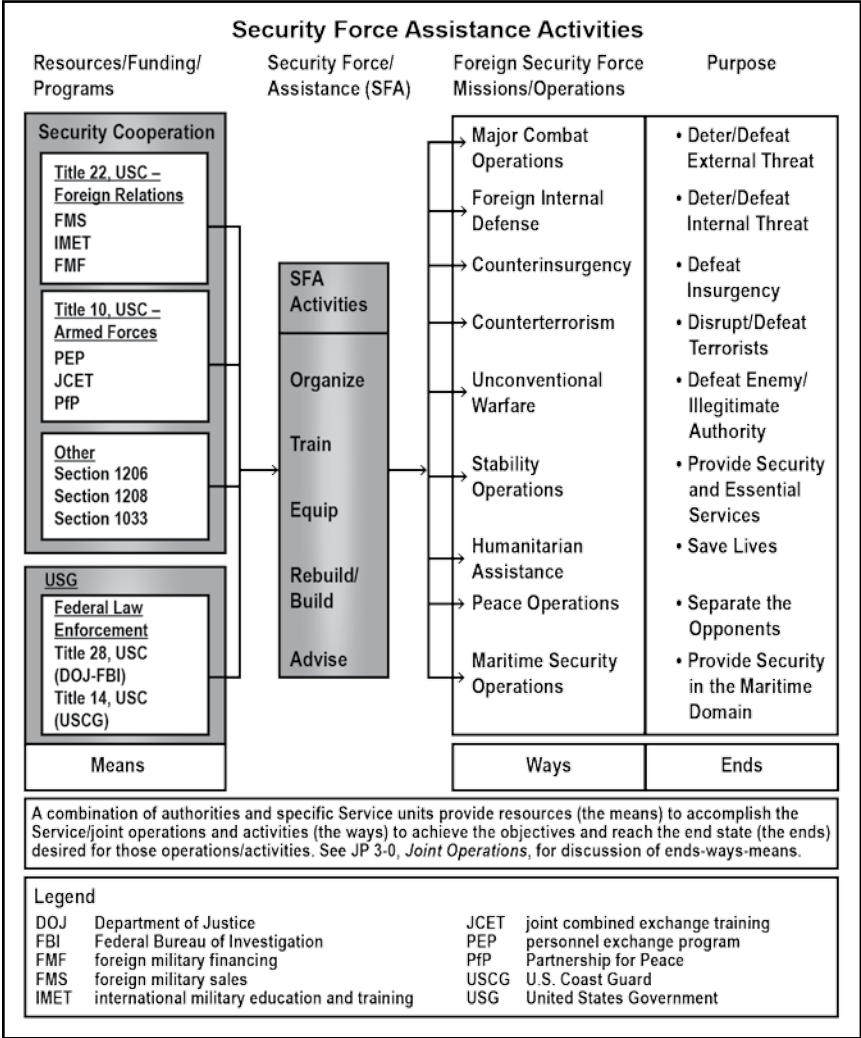 Security Force Assistance Activities
Resources/Funding/
Programs
Security Force/
Assistance (SFA)
Foreign Security Force
Missions/Operations
Purpose
Security Cooperation
Title 22, USC –
Foreign Relations
FMS
IMET
FMF
Title 10, USC –
Armed Forces
PEP
JCET
PfP
Other
Section 1206
Section 1208
Section 1033
USG
Federal Law
Enforcement
Title 28, USC
(DOJ-FBI)
Title 14, USC
(USCG)
Means
SFA
Activities
Organize
Train
Equip
Rebuild/
Build
Advise
Major Combat
Operations
• Deter/Defeat
External Threat
Foreign Internal
Defense
• Deter/Defeat
Internal Threat
Counterinsurgency
• Defeat
Insurgency
Counterterrorism
• Disrupt/Defeat
Terrorists
Unconventional
Warfare
• Defeat Enemy/
Illegitimate
Authority
Stability
Operations
• Provide Security
and Essential
Services
Humanitarian
Assistance
• Save Lives
Peace Operations
• Separate the
Opponents
Maritime Security
Operations
• Provide Security
in the Maritime
Domain
Ways
Ends
A combination of authorities and specific Service units provide resources (the means) to accomplish the
Service/joint operations and activities (the ways) to achieve the objectives and reach the end state (the ends)
desired for those operations/activities. See JP 3-0, Joint Operations, for discussion of ends-ways-means.
Legend
DOJ Department of Justice
FBI Federal Bureau of Investigation
FMF foreign military financing
FMS foreign military sales
IMET international military education and training
JCET joint combined exchange training
PEP personnel exchange program
PfP Partnership for Peace
USCG U.S. Coast Guard
USG United States Government